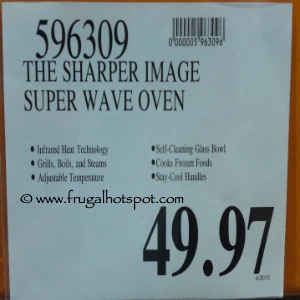 596309
0000005963096
THE SHARPER IMAGE
SUPER WAVE OVEN
• Infrared Heat Technology
• Grills, Boils, and Steams
• Adjustable Temperature
• Self-Cleaning Glass Bowl
• Cooks Frozen Foods
• Stay-Cool Handles
© www.frugalhotspot.com
49.97